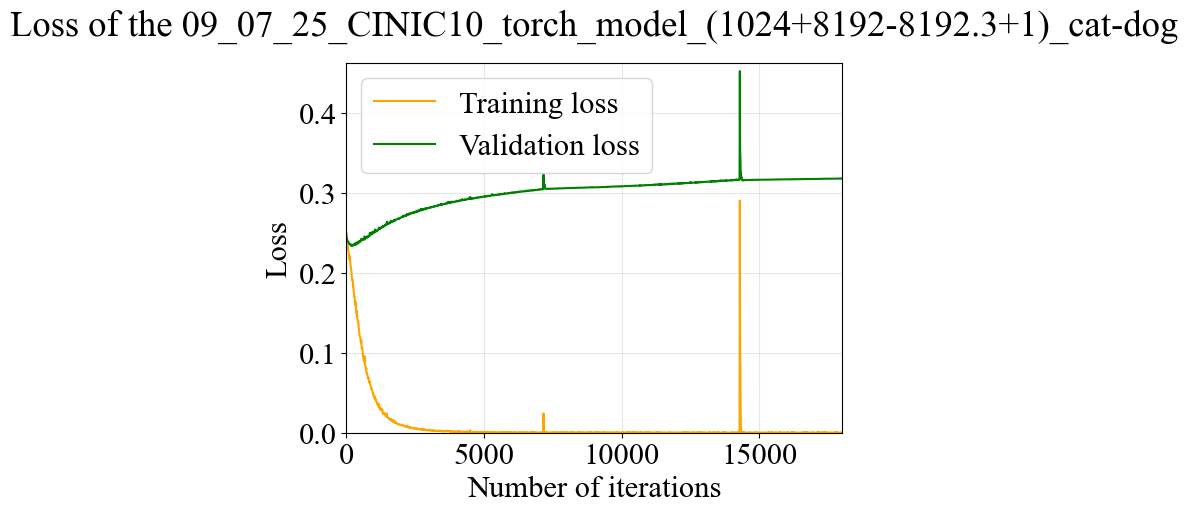 Loss of the 09_07_25_CINIC10_torch_model_(1024+8192-8192.3+1)_cat-dog
Training loss
Validation loss
0.4
0.3
0.2
0.1
0.0
Loss
0 5000 10000 15000
Number of iterations